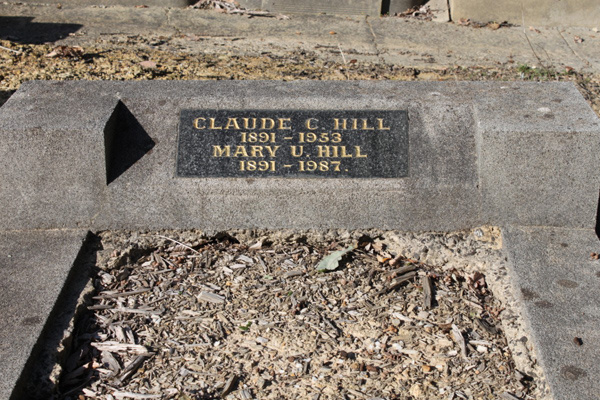 CLAUDE C. HILL
1891 – 1953
MARY U. HILL
1891 – 1987.